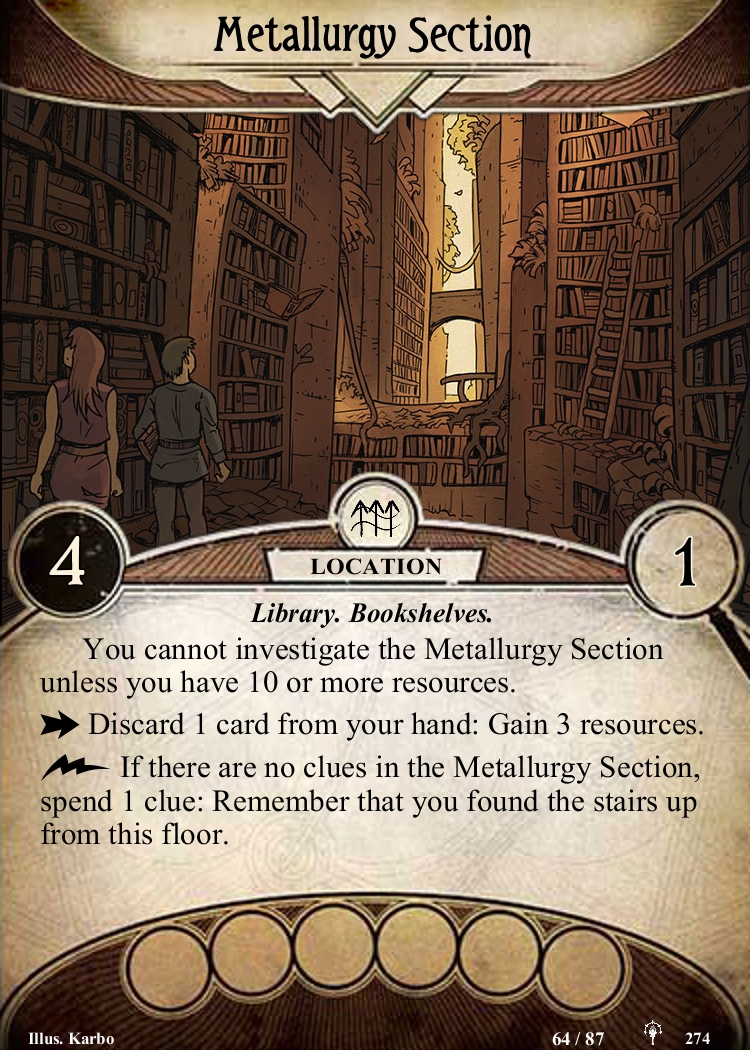 Metallurgy Section
4
LOCATION
1
Library. Bookshelves.
You cannot investigate the Metallurgy Section
unless you have 10 or more resources.
Discard 1 card from your hand: Gain 3 resources.
If there are no clues in the Metallurgy Section,
spend 1 clue: Remember that you found the stairs up
from this floor.
Illus. Karbo
64 / 87
274